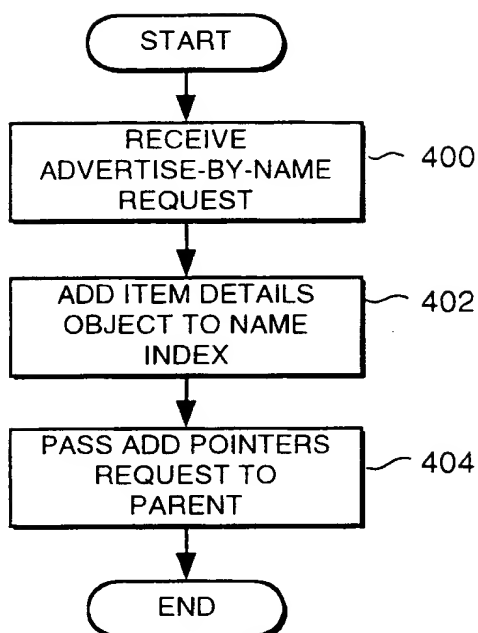 START
RECEIVE
ADVERTISE-BY-NAME
REQUEST
400
ADD ITEM DETAILS
OBJECT TO NAME
INDEX
402
PASS ADD POINTERS
REQUEST TO
PARENT
404
END